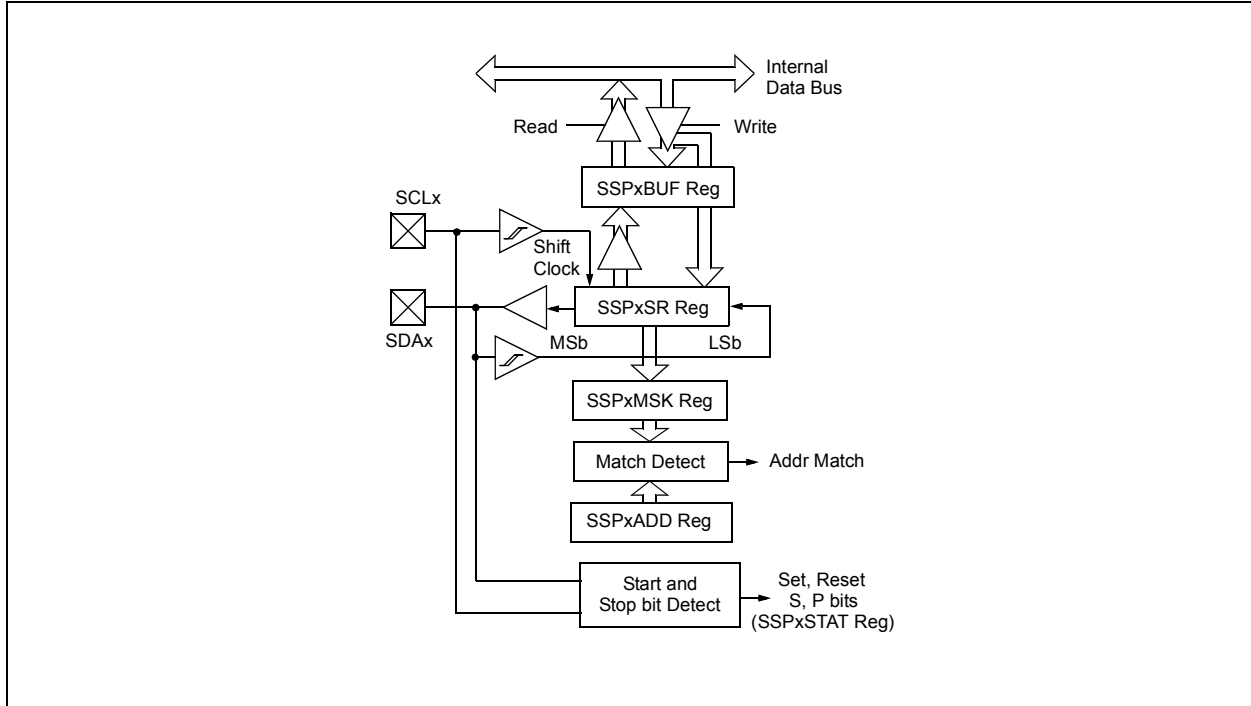 Internal
Data Bus
Read
Write
SSPxBUF Reg
SCLx
Shift
Clock
SSPxSR Reg
SDAx
MSb
LSb
SSPxMSK Reg
Match Detect
Addr Match
SSPxADD Reg
Start and
Stop bit Detect
Set, Reset
S, P bits
(SSPxSTAT Reg)